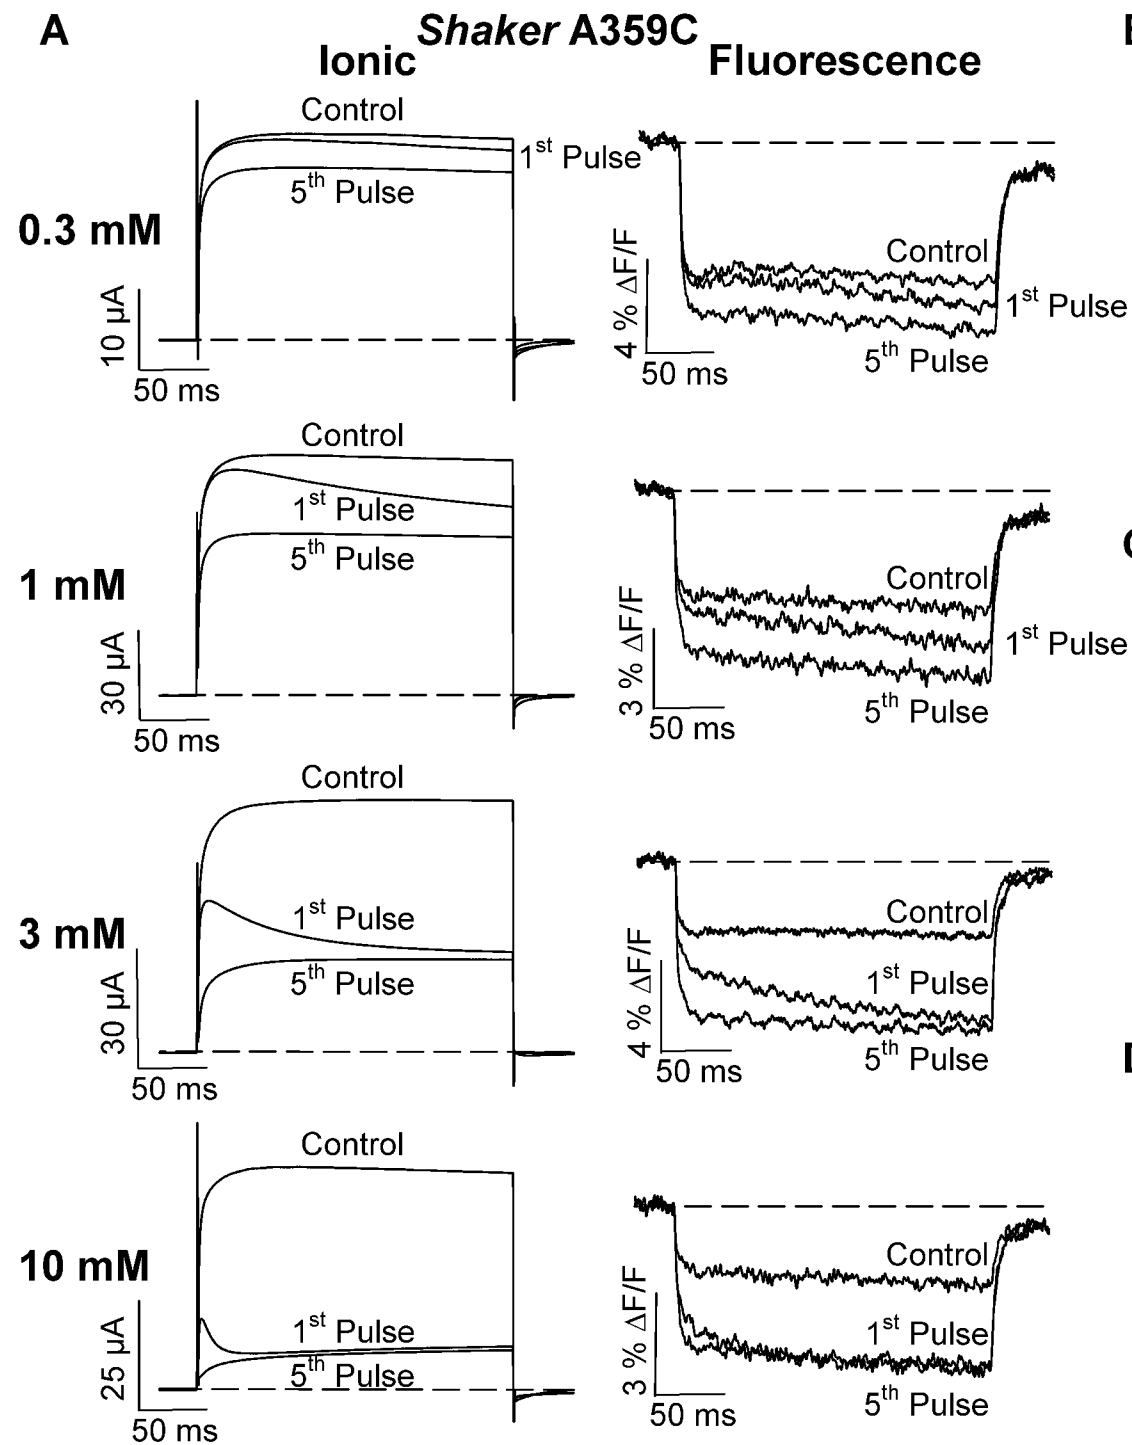 A
Shaker A359C
Ionic
Fluorescence
Control
1st Pulse
5th Pulse
0.3 mM
10 µA
50 ms
Control
1st Pulse
5th Pulse
4 % ΔF/F
50 ms
Control
1st Pulse
5th Pulse
1 mM
30 µA
50 ms
Control
1st Pulse
5th Pulse
3 % ΔF/F
50 ms
Control
1st Pulse
5th Pulse
3 mM
30 µA
50 ms
Control
1st Pulse
5th Pulse
4 % ΔF/F
50 ms
Control
1st Pulse
5th Pulse
10 mM
25 µA
50 ms
Control
1st Pulse
5th Pulse
3 % ΔF/F
50 ms